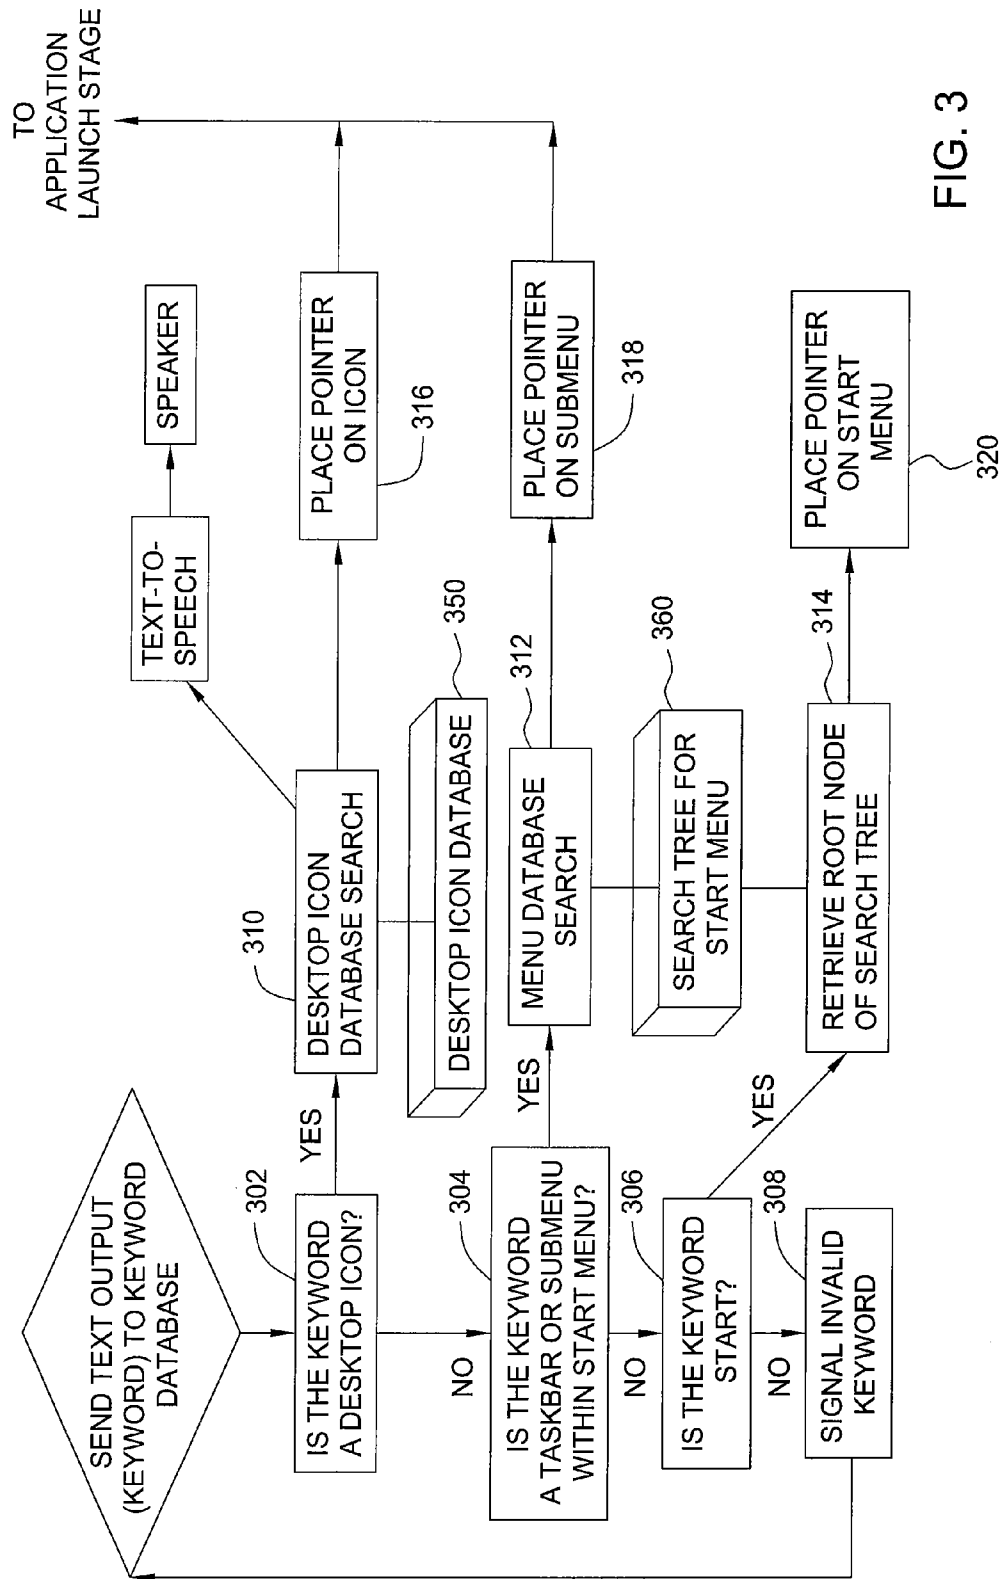 SEND TEXT OUTPUT
(KEYWORD) TO KEYWORD
DATABASE
302
IS THE KEYWORD
A DESKTOP ICON?
YES
310
DESKTOP ICON
DATABASE SEARCH
TEXT-TO-
SPEECH
SPEAKER
PLACE POINTER
ON ICON
316
TO
APPLICATION
LAUNCH STAGE
DESKTOP ICON DATABASE
350
NO
304
IS THE KEYWORD
A TASKBAR OR SUBMENU
WITHIN START MENU?
YES
MENU DATABASE
SEARCH
312
PLACE POINTER
ON SUBMENU
318
SEARCH TREE FOR
START MENU
360
NO
306
IS THE KEYWORD
START?
YES
RETRIEVE ROOT NODE
OF SEARCH TREE
314
PLACE POINTER
ON START
MENU
320
NO
308
SIGNAL INVALID
KEYWORD
FIG. 3